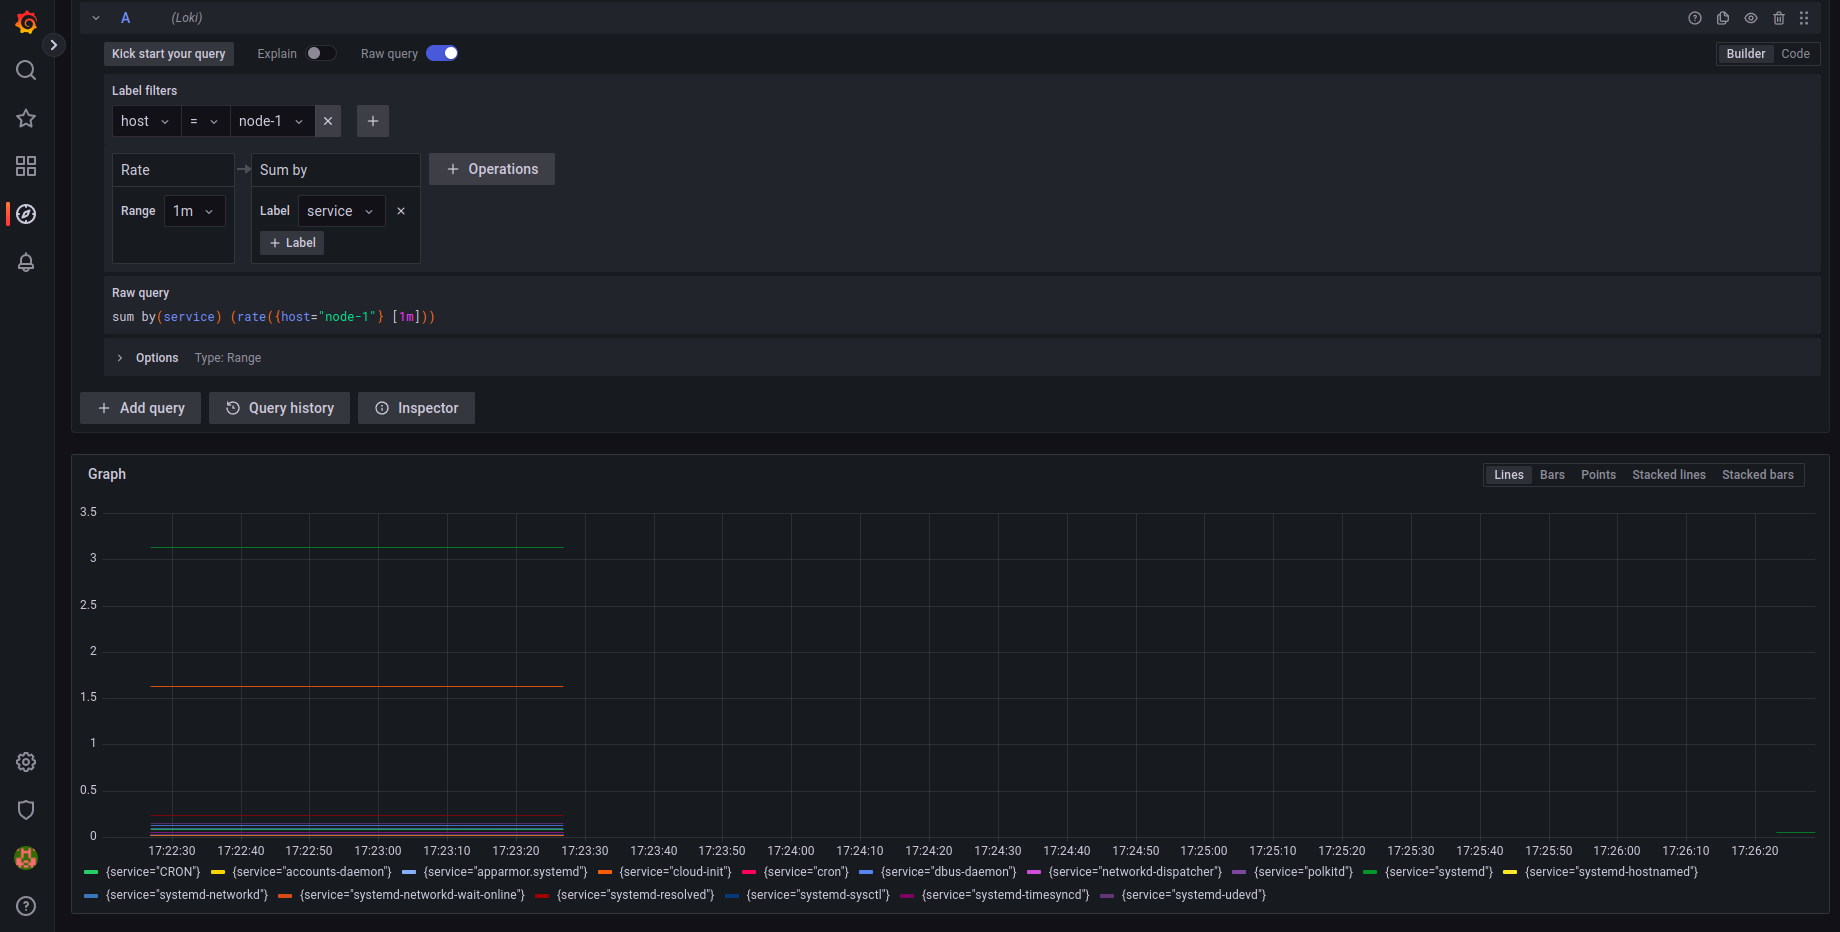 A (Loki)
Kick start your query Explain Raw query Builder Code
Label filters
host = node-1
Rate Sum by + Operations
Range 1m Label service
+ Label
Raw query
sum by(service) (rate({host="node-1"} [1m]))
Options Type: Range
+ Add query Query history Inspector
Graph Lines Bars Points Stacked lines Stacked bars
3.5
3
2.5
2
1.5
1
0.5
0
17:22:30 17:22:40 17:22:50 17:23:00 17:23:10 17:23:20 17:23:30 17:23:40 17:23:50 17:24:00 17:24:10 17:24:20 17:24:30 17:24:40 17:24:50 17:25:00 17:25:10 17:25:20 17:25:30 17:25:40 17:25:50 17:26:00 17:26:10 17:26:20
{service="CRON"} {service="accounts-daemon"} {service="apparmor.systemd"} {service="cloud-init"} {service="cron"} {service="dbus-daemon"} {service="networkd-dispatcher"} {service="polkitd"} {service="systemd"} {service="systemd-hostnamed"}
{service="systemd-networkd"} {service="systemd-networkd-wait-online"} {service="systemd-resolved"} {service="systemd-sysctl"} {service="systemd-timesyncd"} {service="systemd-udevd"}